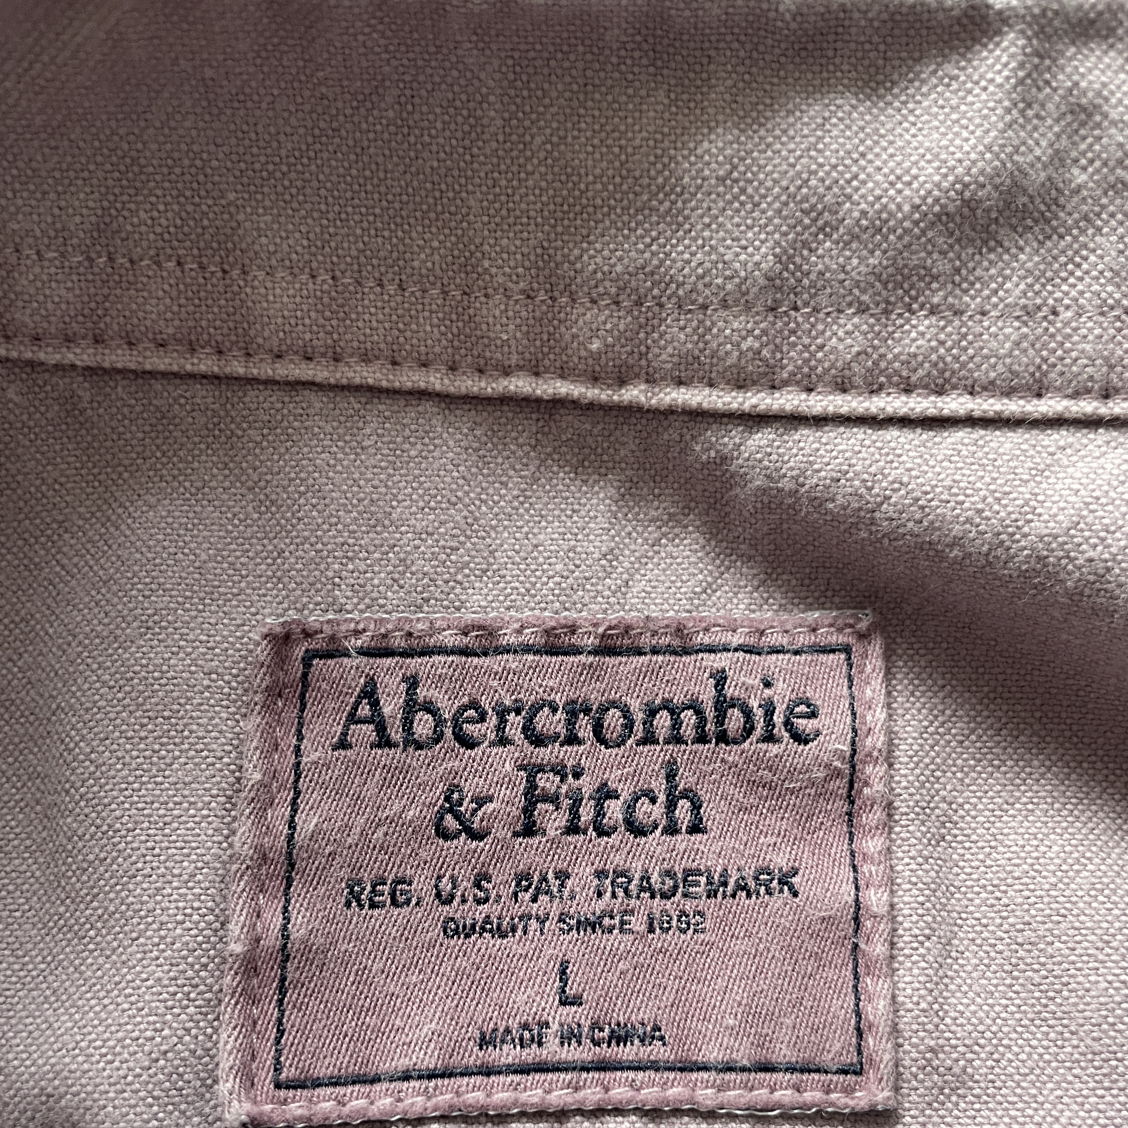 Abercrombie
& Fitch
REG. U.S. PAT. TRADEMARK
QUALITY SINCE 1892
L
MADE IN CHINA